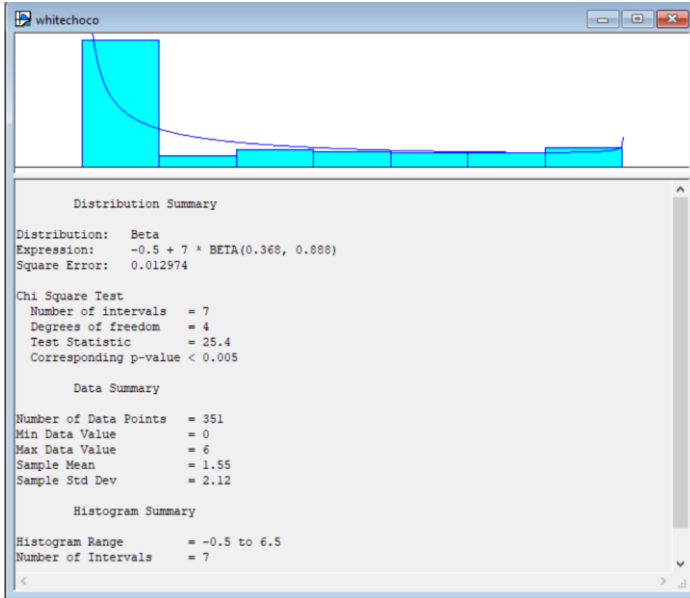 whitechoco
Distribution Summary
Distribution: Beta
Expression: -0.5 + 7 * BETA(0.368, 0.888)
Square Error: 0.012974
Chi Square Test
Number of intervals = 7
Degrees of freedom = 4
Test Statistic = 25.4
Corresponding p-value < 0.005
Data Summary
Number of Data Points = 351
Min Data Value = 0
Max Data Value = 6
Sample Mean = 1.55
Sample Std Dev = 2.12
Histogram Summary
Histogram Range = -0.5 to 6.5
Number of Intervals = 7